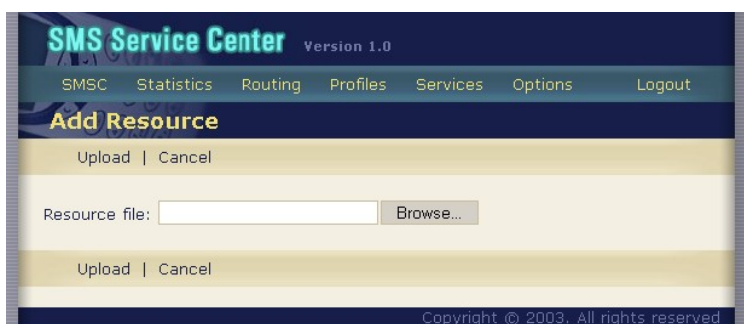 SMS Service Center Version 1.0
SMSC Statistics Routing Profiles Services Options Logout
Add Resource
Upload | Cancel
Resource file: Browse...
Upload | Cancel
Copyright © 2003. All rights reserved